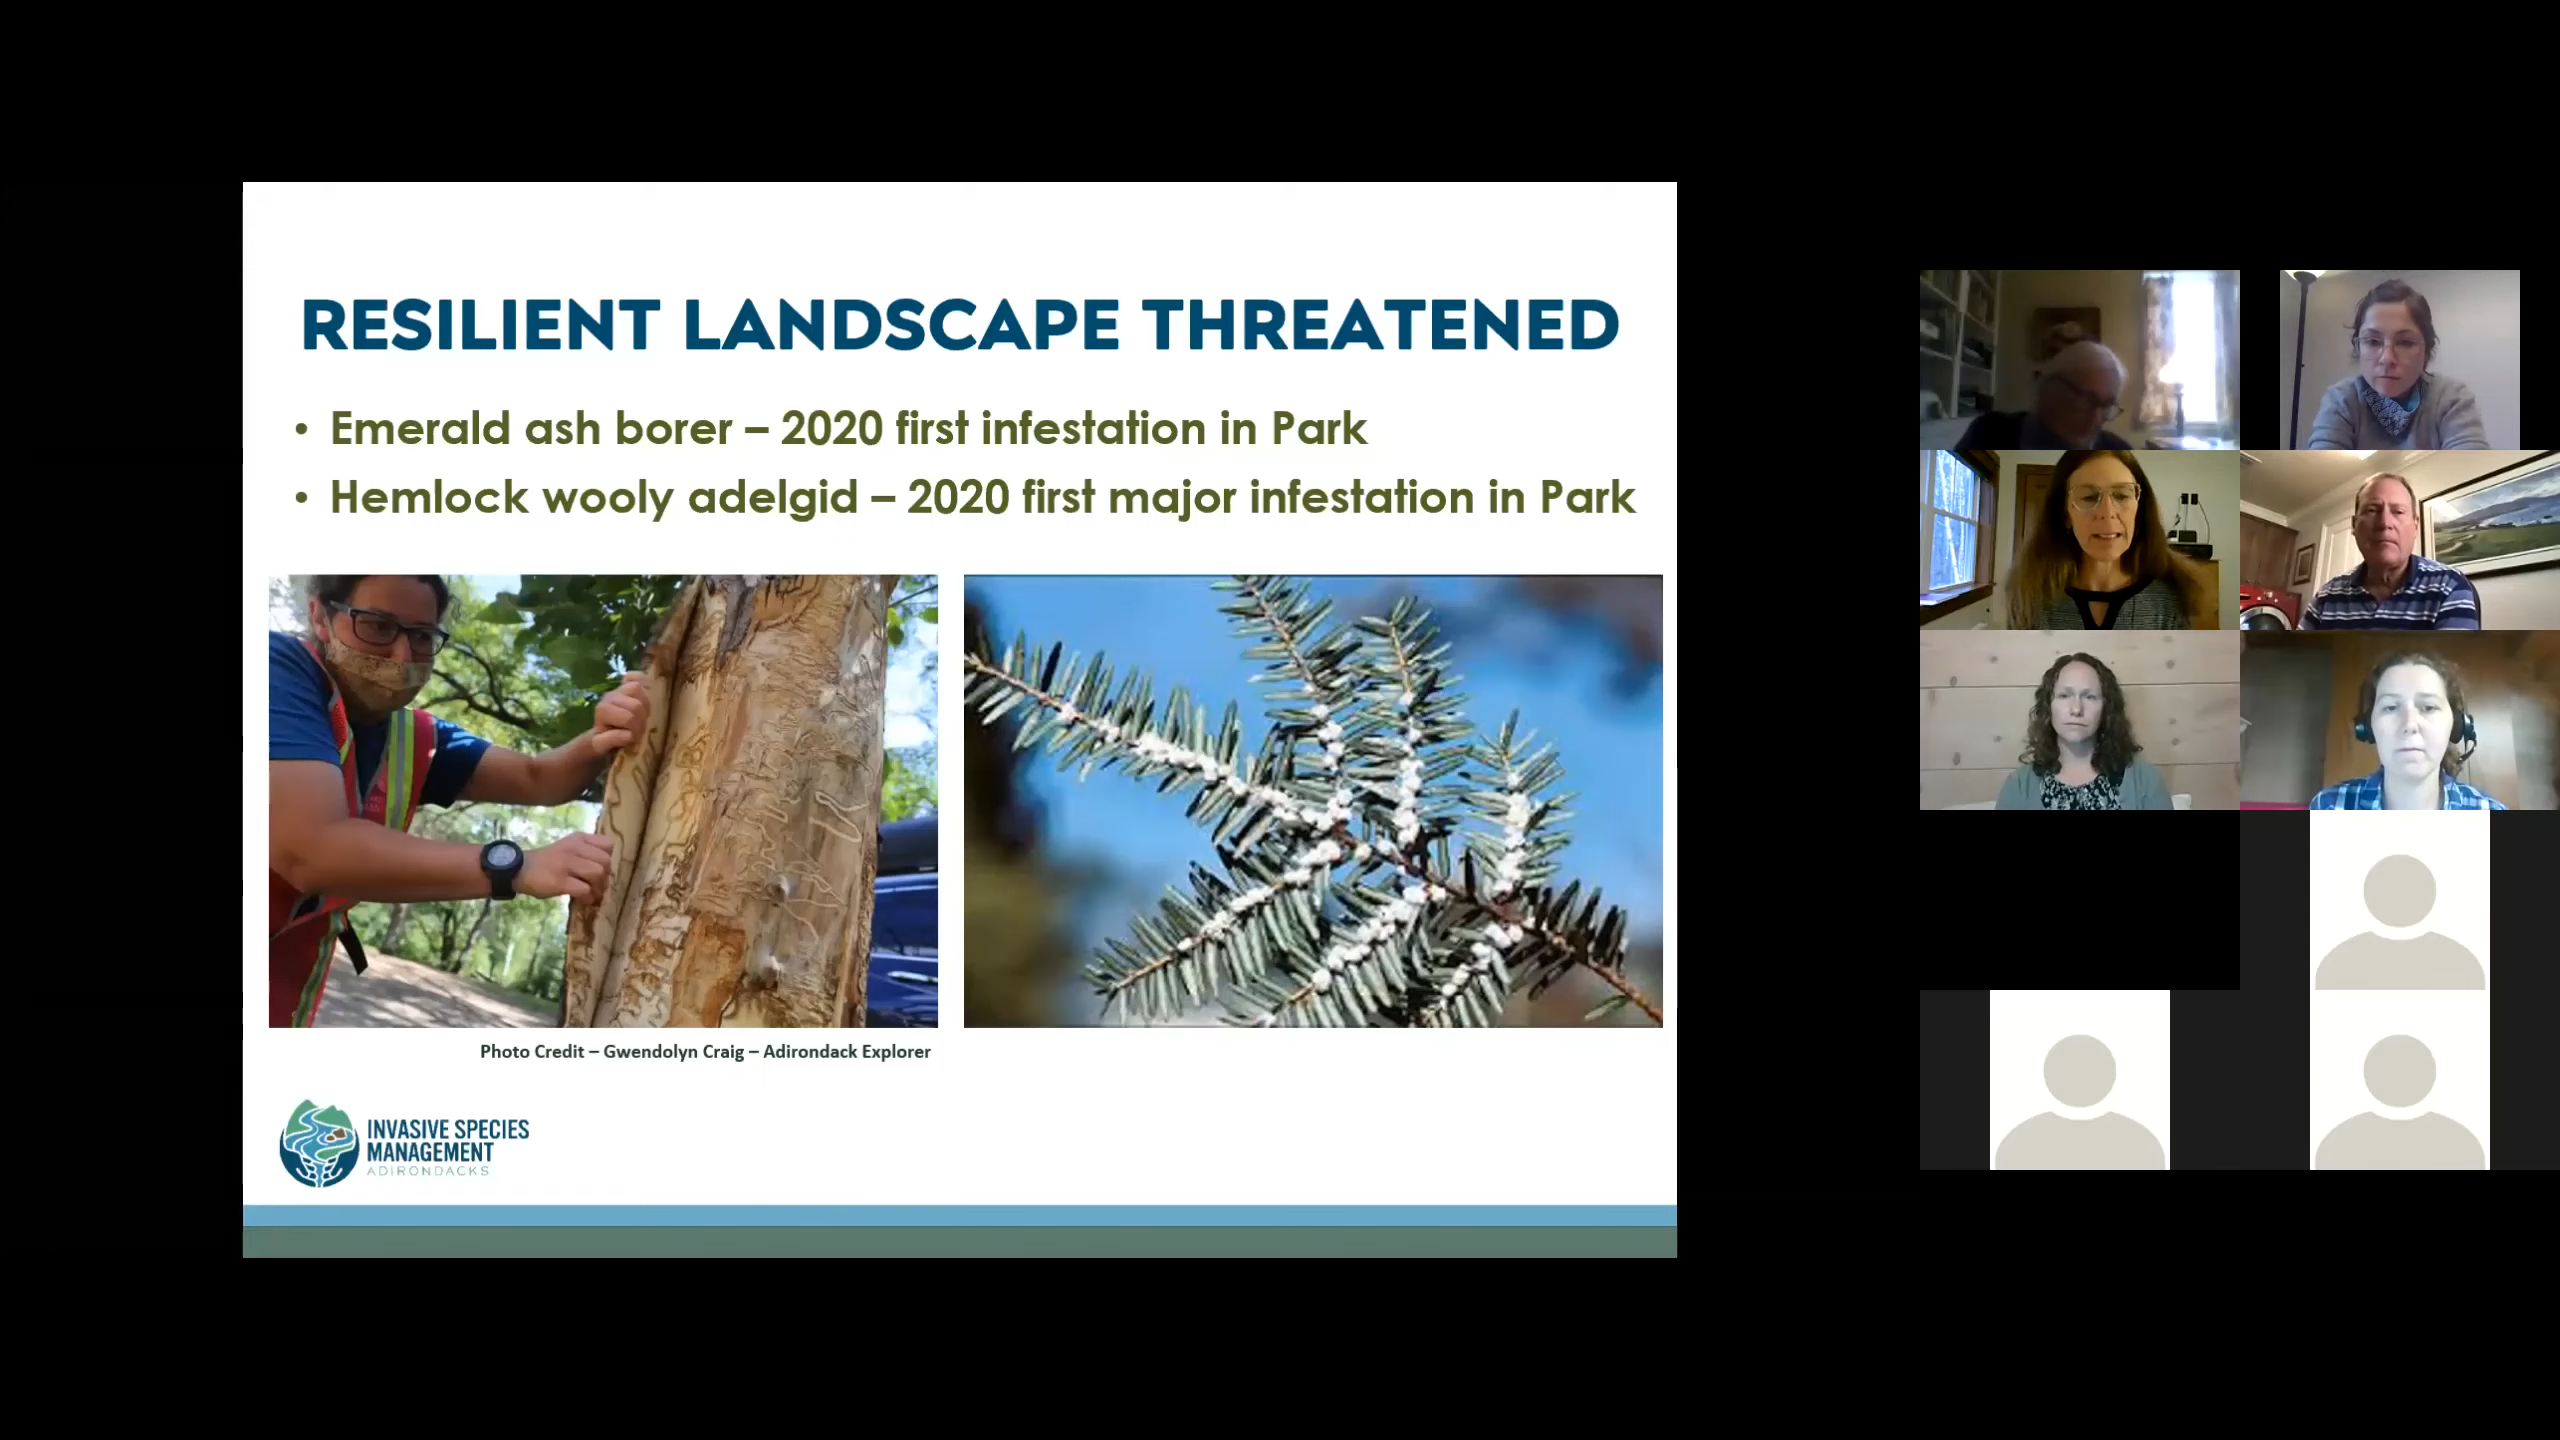 RESILIENT LANDSCAPE THREATENED
• Emerald ash borer – 2020 first infestation in Park
• Hemlock wooly adelgid – 2020 first major infestation in Park
Photo Credit – Gwendolyn Craig – Adirondack Explorer
INVASIVE SPECIES
MANAGEMENT
ADIRONDACKS